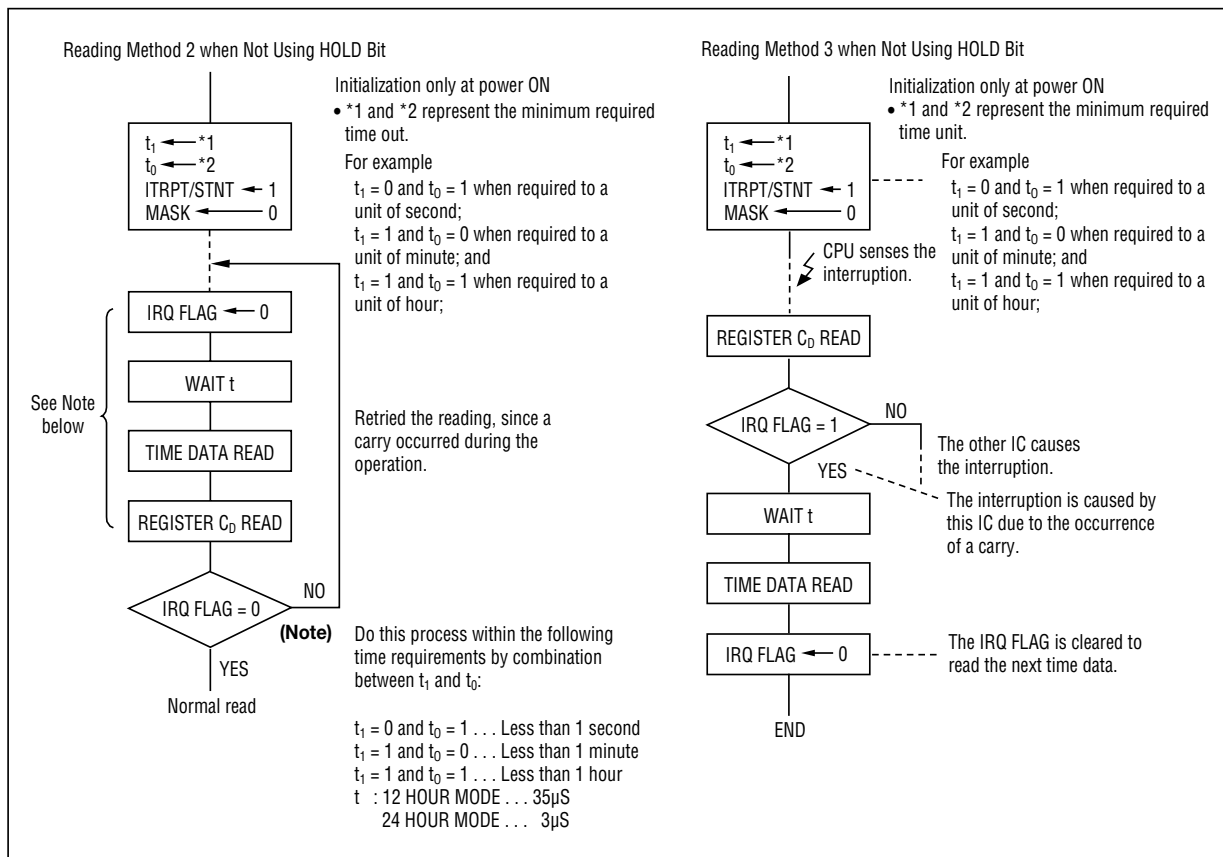 Reading Method 2 when Not Using HOLD Bit
Initialization only at power ON
• *1 and *2 represent the minimum required
time out.
For example
t₁ = 0 and t₀ = 1 when required to a
unit of second;
t₁ = 1 and t₀ = 0 when required to a
unit of minute; and
t₁ = 1 and t₀ = 1 when required to a
unit of hour;
t₁ ← *1
t₀ ← *2
ITRPT/STNT ← 1
MASK ← 0
IRQ FLAG ← 0
WAIT t
TIME DATA READ
REGISTER C_D READ
See Note
below
Retried the reading, since a
carry occurred during the
operation.
IRQ FLAG = 0
NO
YES
Normal read
(Note)
Do this process within the following
time requirements by combination
between t₁ and t₀:
t₁ = 0 and t₀ = 1 . . . Less than 1 second
t₁ = 1 and t₀ = 0 . . . Less than 1 minute
t₁ = 1 and t₀ = 1 . . . Less than 1 hour
t : 12 HOUR MODE . . . 35µS
24 HOUR MODE . . . 3µS
Reading Method 3 when Not Using HOLD Bit
Initialization only at power ON
• *1 and *2 represent the minimum required
time unit.
t₁ ← *1
t₀ ← *2
ITRPT/STNT ← 1
MASK ← 0
For example
t₁ = 0 and t₀ = 1 when required to a
unit of second;
t₁ = 1 and t₀ = 0 when required to a
unit of minute; and
t₁ = 1 and t₀ = 1 when required to a
unit of hour;
CPU senses the
interruption.
REGISTER C_D READ
IRQ FLAG = 1
NO
YES
The other IC causes
the interruption.
The interruption is caused by
this IC due to the occurrence
of a carry.
WAIT t
TIME DATA READ
IRQ FLAG ← 0
The IRQ FLAG is cleared to
read the next time data.
END